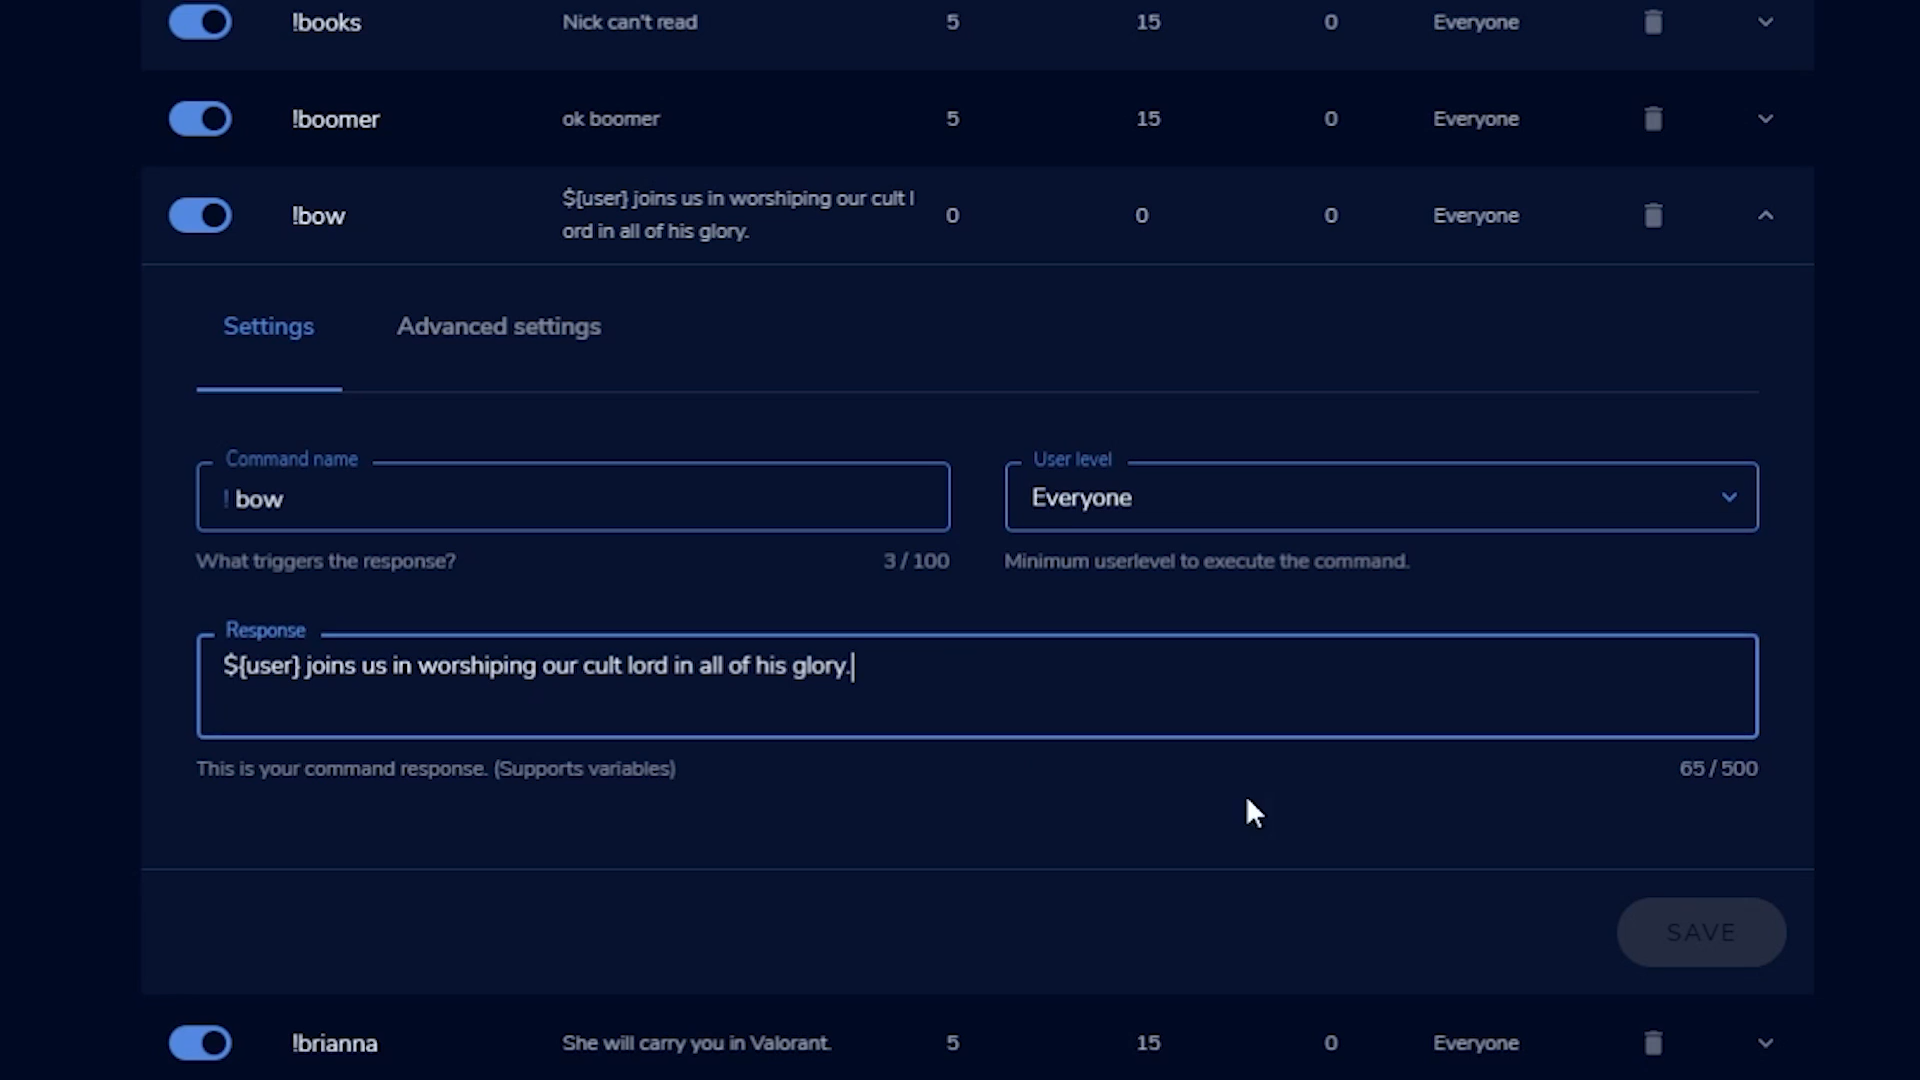 !books Nick can't read 5 15 0 Everyone
!boomer ok boomer 5 15 0 Everyone
!bow ${user} joins us in worshiping our cult l 0 0 0 Everyone
ord in all of his glory.
Settings Advanced settings
Command name User level
! bow Everyone
What triggers the response? 3 / 100 Minimum userlevel to execute the command.
Response
${user} joins us in worshiping our cult lord in all of his glory.
This is your command response. (Supports variables) 65 / 500
SAVE
!brianna She will carry you in Valorant. 5 15 0 Everyone